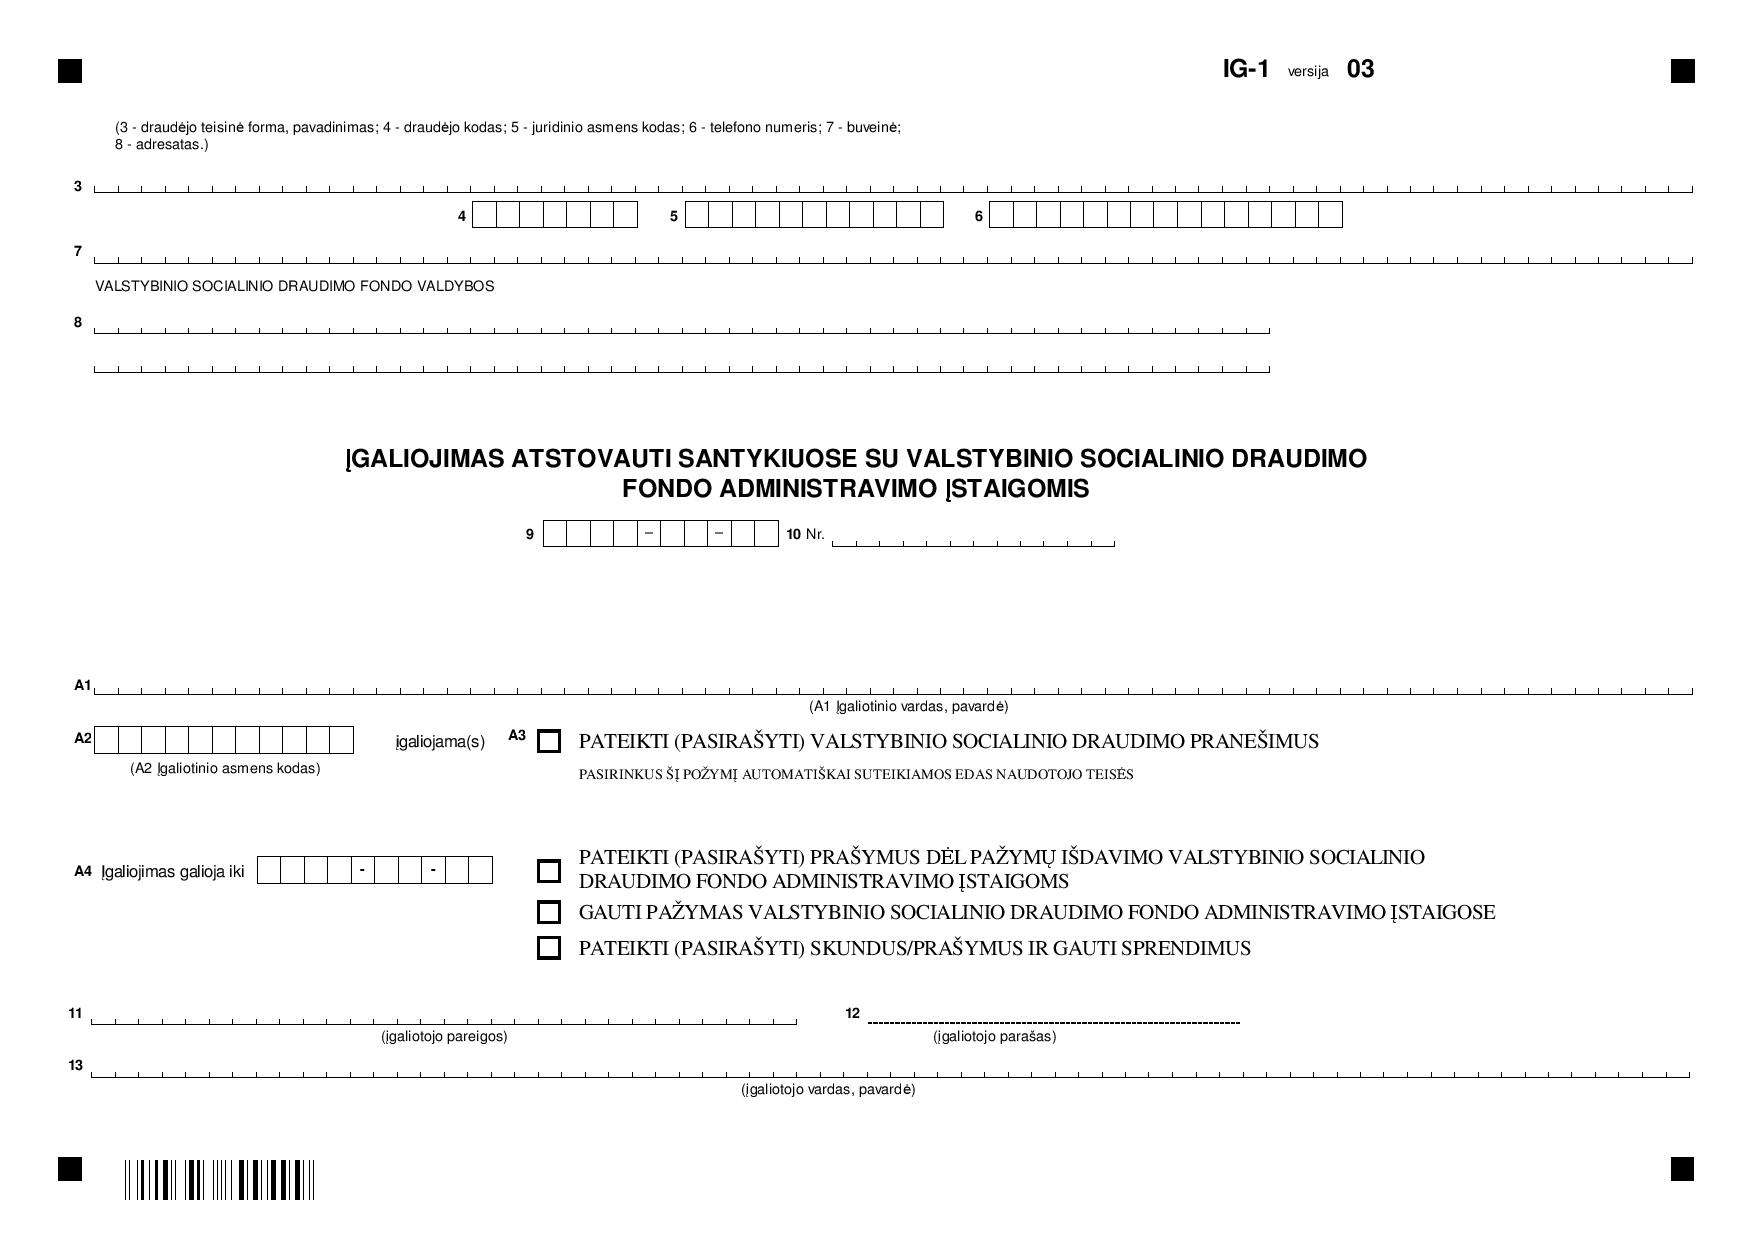 IG-1 versija 03
(3 - draudėjo teisinė forma, pavadinimas; 4 - draudėjo kodas; 5 - juridinio asmens kodas; 6 - telefono numeris; 7 - buveinė;
8 - adresatas.)
3
4 5 6
7
VALSTYBINIO SOCIALINIO DRAUDIMO FONDO VALDYBOS
8
ĮGALIOJIMAS ATSTOVAUTI SANTYKIUOSE SU VALSTYBINIO SOCIALINIO DRAUDIMO
FONDO ADMINISTRAVIMO ĮSTAIGOMIS
9 – – 10 Nr.
A1
(A1 Įgaliotinio vardas, pavardė)
A2 įgaliojama(s) A3 PATEIKTI (PASIRAŠYTI) VALSTYBINIO SOCIALINIO DRAUDIMO PRANEŠIMUS
(A2 Įgaliotinio asmens kodas)
PASIRINKUS ŠĮ POŽYMĮ AUTOMATIŠKAI SUTEIKIAMOS EDAS NAUDOTOJO TEISĖS
A4 Įgaliojimas galioja iki - -
PATEIKTI (PASIRAŠYTI) PRAŠYMUS DĖL PAŽYMŲ IŠDAVIMO VALSTYBINIO SOCIALINIO
DRAUDIMO FONDO ADMINISTRAVIMO ĮSTAIGOMS
GAUTI PAŽYMAS VALSTYBINIO SOCIALINIO DRAUDIMO FONDO ADMINISTRAVIMO ĮSTAIGOSE
PATEIKTI (PASIRAŠYTI) SKUNDUS/PRAŠYMUS IR GAUTI SPRENDIMUS
11 12
(įgaliotojo pareigos) (įgaliotojo parašas)
13
(įgaliotojo vardas, pavardė)